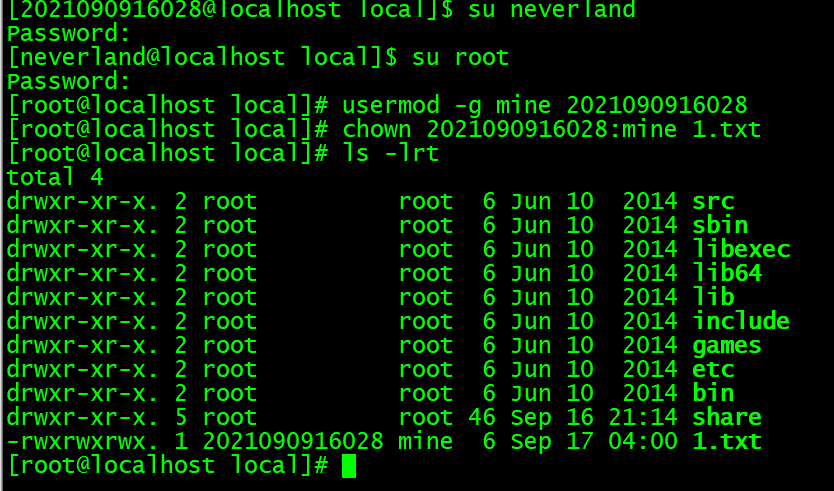 [2021090916028@localhost local]$ su neverland
Password:
[neverland@localhost local]$ su root
Password:
[root@localhost local]# usermod -g mine 2021090916028
[root@localhost local]# chown 2021090916028:mine 1.txt
[root@localhost local]# ls -lrt
total 4
drwxr-xr-x. 2 root          root  6 Jun 10  2014 src
drwxr-xr-x. 2 root          root  6 Jun 10  2014 sbin
drwxr-xr-x. 2 root          root  6 Jun 10  2014 libexec
drwxr-xr-x. 2 root          root  6 Jun 10  2014 lib64
drwxr-xr-x. 2 root          root  6 Jun 10  2014 lib
drwxr-xr-x. 2 root          root  6 Jun 10  2014 include
drwxr-xr-x. 2 root          root  6 Jun 10  2014 games
drwxr-xr-x. 2 root          root  6 Jun 10  2014 etc
drwxr-xr-x. 2 root          root  6 Jun 10  2014 bin
drwxr-xr-x. 5 root          root 46 Sep 16 21:14 share
-rwxrwxrwx. 1 2021090916028 mine  6 Sep 17 04:00 1.txt
[root@localhost local]#